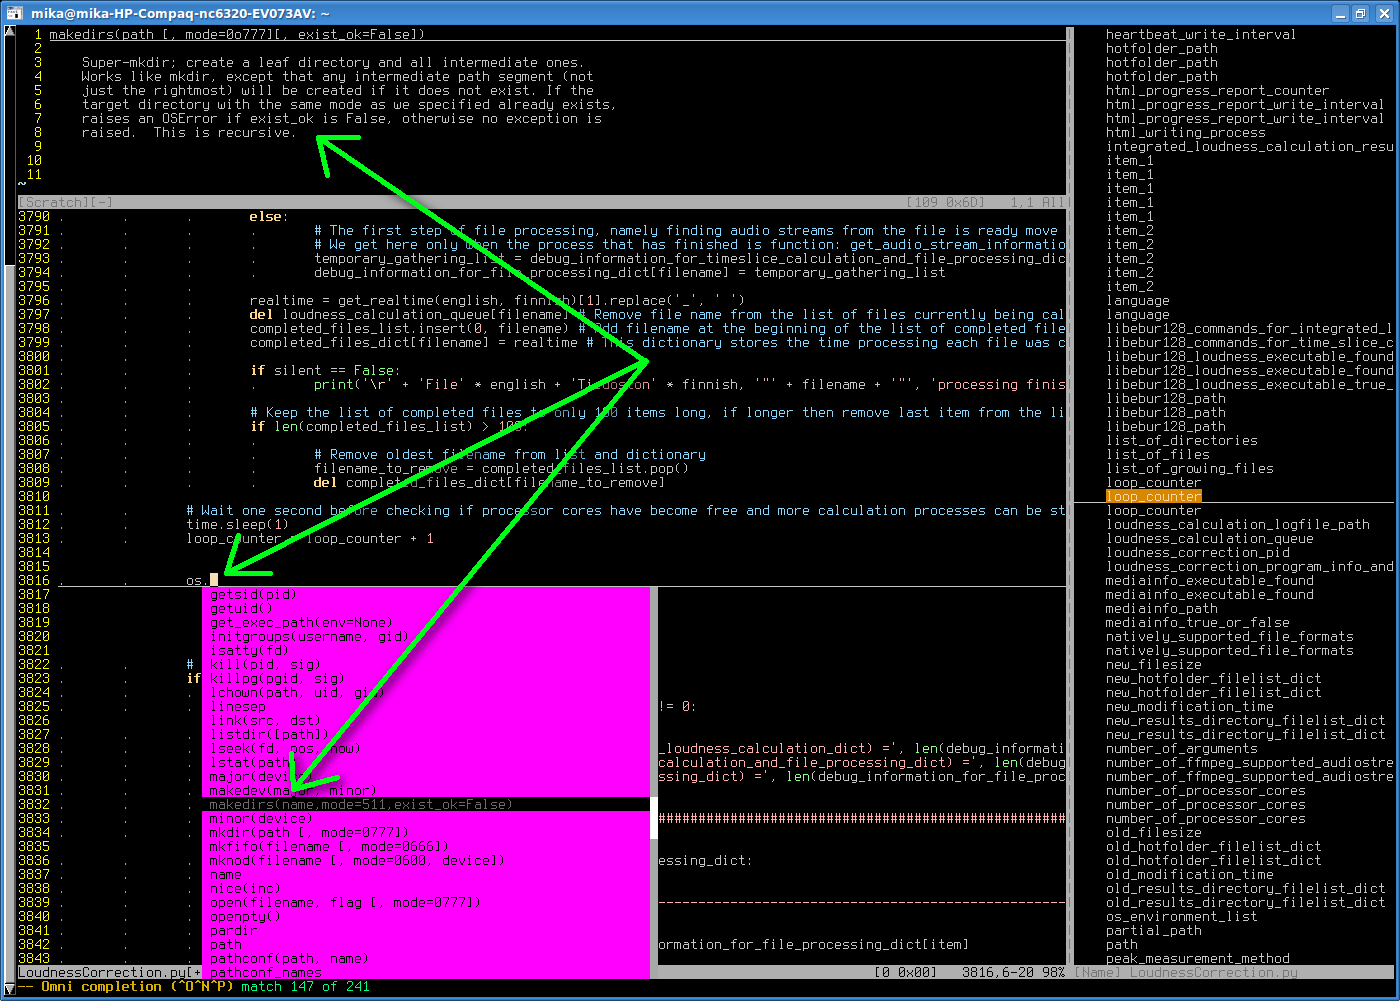 mika@mika-HP-Compaq-nc6320-EV073AV: ~
1 makedirs(path [, mode=0o777][, exist_ok=False])
2
3 Super-mkdir; create a leaf directory and all intermediate ones.
4 Works like mkdir, except that any intermediate path segment (not
5 just the rightmost) will be created if it does not exist. If the
6 target directory with the same mode as we specified already exists,
7 raises an OSError if exist_ok is False, otherwise no exception is
8 raised.  This is recursive.
9
10
11
~
[Scratch][-] [109 0x6D] 1,1 All
3790 . . . else:
3791 . . . . # The first step of file processing, namely finding audio streams from the file is ready move
3792 . . . . # We get here only when the process that has finished is function: get_audio_stream_informatio
3793 . . . . temporary_gathering_list = debug_information_for_timeslice_calculation_and_file_processing_dic
3794 . . . . debug_information_for_file_processing_dict[filename] = temporary_gathering_list
3795
3796 . . . realtime = get_realtime(english, finnish)[1].replace('_', ' ')
3797 . . . del loudness_calculation_queue[filename] # Remove file name from the list of files currently being cal
3798 . . . completed_files_list.insert(0, filename) # Add filename at the beginning of the list of completed file
3799 . . . completed_files_dict[filename] = realtime # This dictionary stores the time processing each file was c
3800 . . .
3801 . . . if silent == False:
3802 . . . . print('\r' + 'File' * english + 'Tiedoston' * finnish, '"' + filename + '"', 'processing finis
3803 . . .
3804 . . . # Keep the list of completed files to only 100 items long, if longer then remove last item from the li
3805 . . . if len(completed_files_list) > 100:
3806 . . . .
3807 . . . . # Remove oldest filename from list and dictionary
3808 . . . . filename_to_remove = completed_files_list.pop()
3809 . . . . del completed_files_dict[filename_to_remove]
3810 . .
3811 . . # Wait one second before checking if processor cores have become free and more calculation processes can be st
3812 . . time.sleep(1)
3813 . . loop_counter = loop_counter + 1
3814 . .
3815
3816 . . os.
3817 getsid(pid)
3818 getuid()
3819 get_exec_path(env=None)
3820 initgroups(username, gid)
3821 isatty(fd)
3822 . . # kill(pid, sig)
3823 . . if killpg(pgid, sig)
3824 . . lchown(path, uid, gid)
3825 . . linesep != 0:
3826 . . link(src, dst)
3827 . . listdir([path])
3828 . . lseek(fd, pos, how) _loudness_calculation_dict) =', len(debug_informati
3829 . . lstat(path) calculation_and_file_processing_dict) =', len(debug
3830 . . major(device) ssing_dict) =', len(debug_information_for_file_proc
3831 . . makedev(major, minor)
3832 . . makedirs(name,mode=511,exist_ok=False)
3833 . . minor(device) ###################################################
3834 . . mkdir(path [, mode=0777])
3835 . . mkfifo(filename [, mode=0666])
3836 . . mknod(filename [, mode=0600, device]) essing_dict:
3837 . . name
3838 . . nice(inc)
3839 . . open(filename, flag [, mode=0777]) ---------------------------------------------------
3840 . . openpty()
3841 . . pardir
3842 . . path ormation_for_file_processing_dict[item]
3843 . . pathconf(path, name)
LoudnessCorrection.py[+ pathconf_names [0 0x00] 3816,6-20 98%
-- Omni completion (^O^N^P) match 147 of 241
heartbeat_write_interval
hotfolder_path
hotfolder_path
hotfolder_path
html_progress_report_counter
html_progress_report_write_interval
html_progress_report_write_interval
html_writing_process
integrated_loudness_calculation_resu
item_1
item_1
item_1
item_1
item_1
item_2
item_2
item_2
item_2
item_2
language
language
libebur128_commands_for_integrated_l
libebur128_commands_for_time_slice_c
libebur128_loudness_executable_found
libebur128_loudness_executable_found
libebur128_loudness_executable_true_
libebur128_path
libebur128_path
libebur128_path
list_of_directories
list_of_files
list_of_growing_files
loop_counter
loop_counter
loop_counter
loudness_calculation_logfile_path
loudness_calculation_queue
loudness_correction_pid
loudness_correction_program_info_and
mediainfo_executable_found
mediainfo_executable_found
mediainfo_path
mediainfo_true_or_false
natively_supported_file_formats
natively_supported_file_formats
new_filesize
new_hotfolder_filelist_dict
new_hotfolder_filelist_dict
new_modification_time
new_results_directory_filelist_dict
new_results_directory_filelist_dict
number_of_arguments
number_of_ffmpeg_supported_audiostre
number_of_ffmpeg_supported_audiostre
number_of_processor_cores
number_of_processor_cores
number_of_processor_cores
old_filesize
old_hotfolder_filelist_dict
old_hotfolder_filelist_dict
old_modification_time
old_results_directory_filelist_dict
old_results_directory_filelist_dict
os_environment_list
partial_path
path
peak_measurement_method
[Name] LoudnessCorrection.py